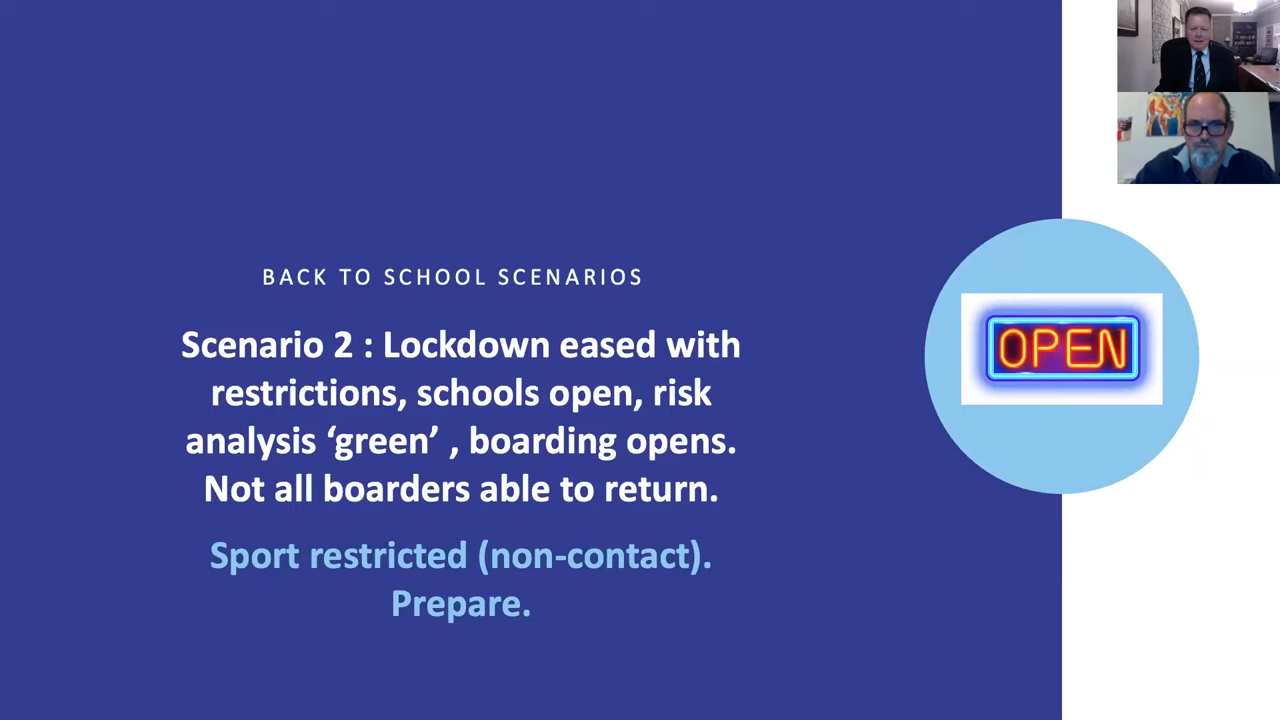 BACK TO SCHOOL SCENARIOS
Scenario 2 : Lockdown eased with
restrictions, schools open, risk
analysis ‘green’ , boarding opens.
Not all boarders able to return.
Sport restricted (non-contact).
Prepare.
OPEN